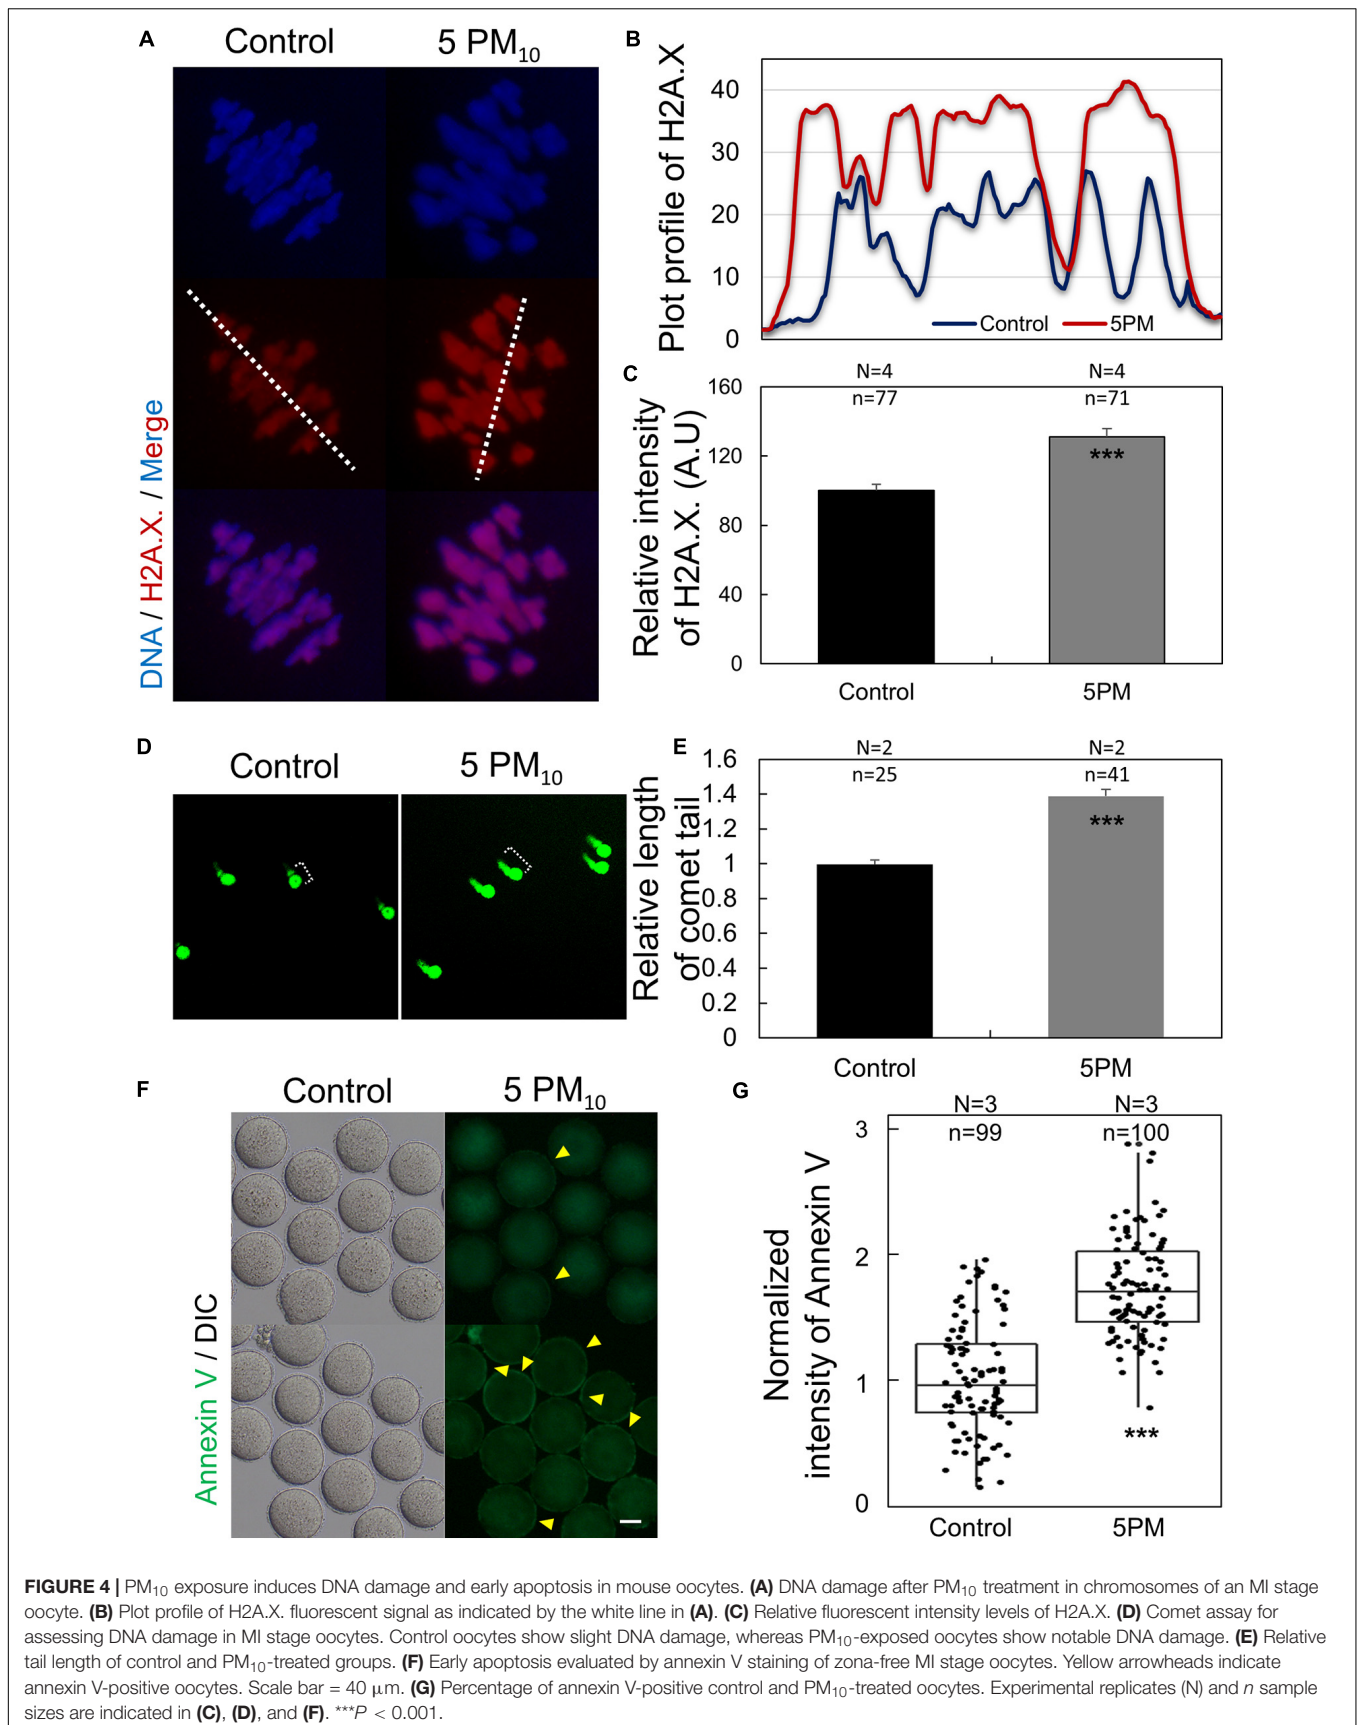 A
Control
5 PM10
DNA / H2A.X. / Merge
B
Plot profile of H2A.X
40
30
20
10
0
Control
5PM
C
Relative intensity
of H2A.X. (A.U)
N=4
N=4
n=77
n=71
160
120
80
40
0
***
Control
5PM
D
Control
5 PM10
E
Relative length
of comet tail
N=2
N=2
n=25
n=41
1.6
1.4
1.2
1
0.8
0.6
0.4
0.2
0
***
Control
5PM
F
Control
5 PM10
Annexin V / DIC
G
Normalized
intensity of Annexin V
N=3
N=3
n=99
n=100
3
2
1
0
***
Control
5PM
FIGURE 4 | PM10 exposure induces DNA damage and early apoptosis in mouse oocytes. (A) DNA damage after PM10 treatment in chromosomes of an MI stage
oocyte. (B) Plot profile of H2A.X. fluorescent signal as indicated by the white line in (A). (C) Relative fluorescent intensity levels of H2A.X. (D) Comet assay for
assessing DNA damage in MI stage oocytes. Control oocytes show slight DNA damage, whereas PM10-exposed oocytes show notable DNA damage. (E) Relative
tail length of control and PM10-treated groups. (F) Early apoptosis evaluated by annexin V staining of zona-free MI stage oocytes. Yellow arrowheads indicate
annexin V-positive oocytes. Scale bar = 40 μm. (G) Percentage of annexin V-positive control and PM10-treated oocytes. Experimental replicates (N) and n sample
sizes are indicated in (C), (D), and (F). ***P < 0.001.